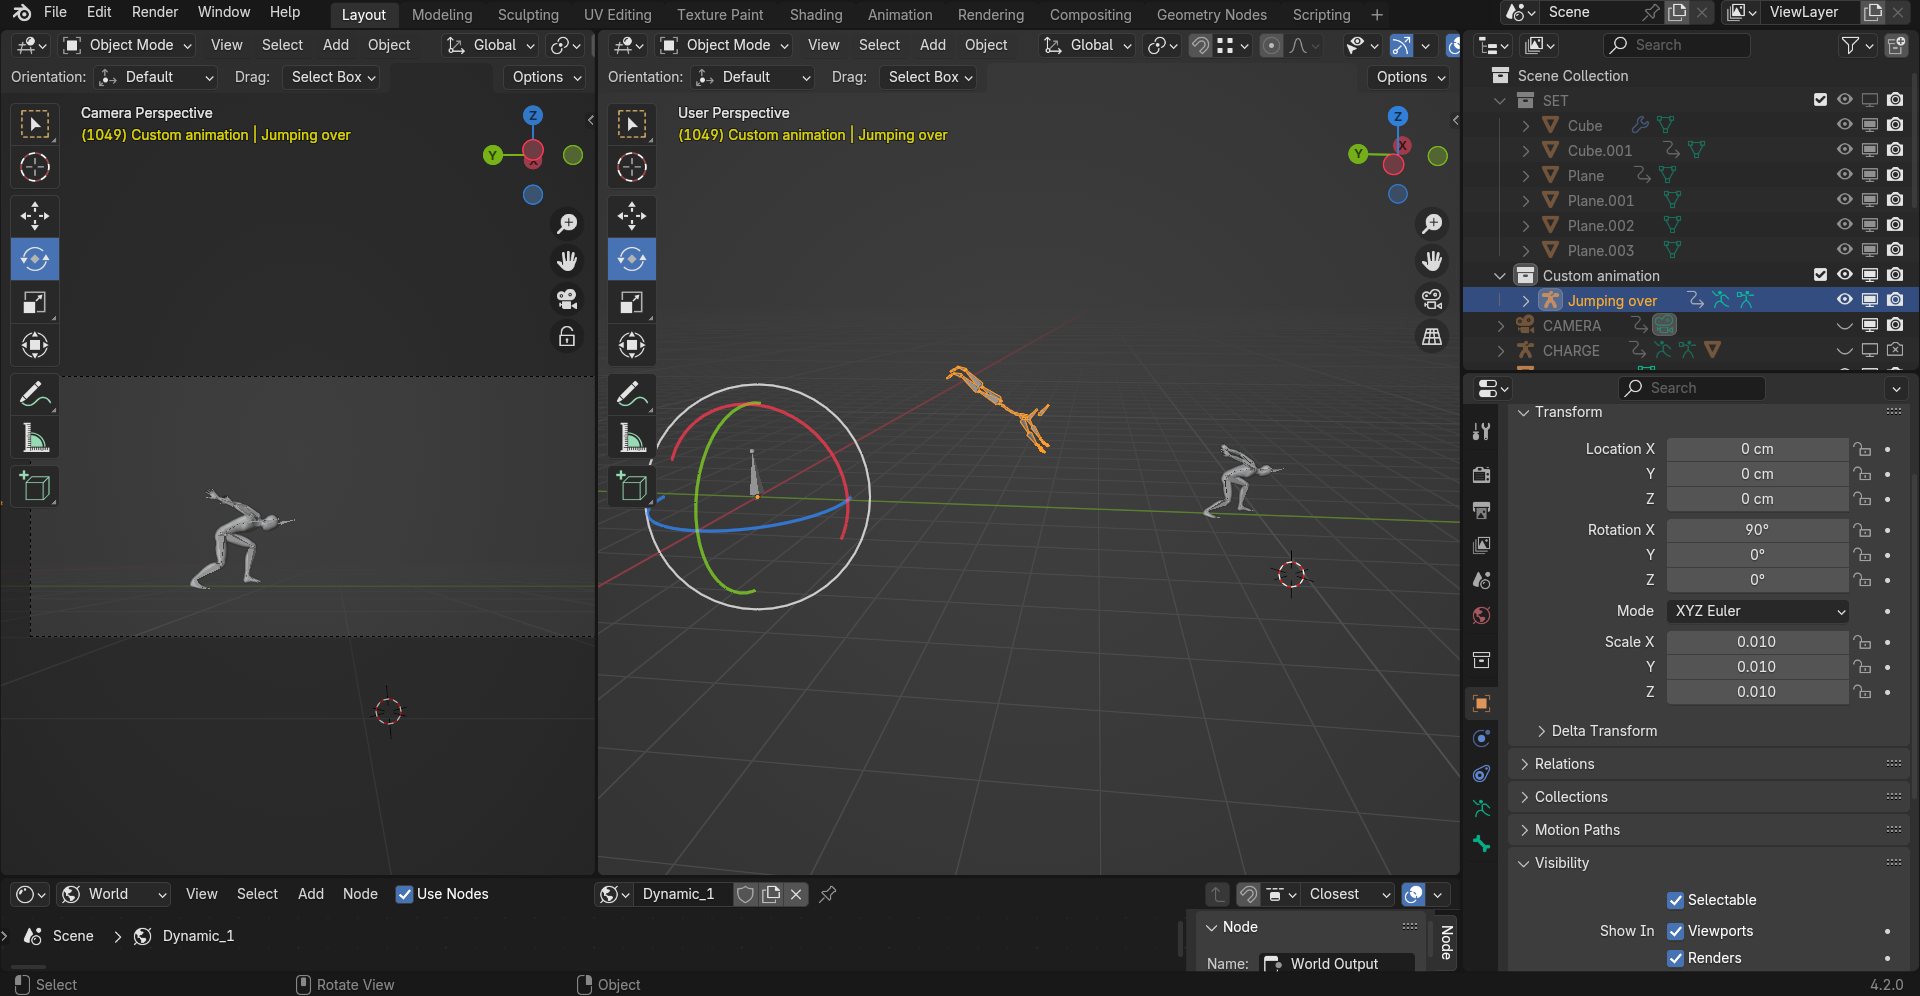 File Edit Render Window Help Layout Modeling Sculpting UV Editing Texture Paint Shading Animation Rendering Compositing Geometry Nodes Scripting Scene ViewLayer
Object Mode View Select Add Object Global
Object Mode View Select Add Object Global
Search
Orientation: Default Drag: Select Box Options
Orientation: Default Drag: Select Box Options
Camera Perspective
(1049) Custom animation | Jumping over
Z
Y
User Perspective
(1049) Custom animation | Jumping over
Z
Y X
Scene Collection
SET
Cube
Cube.001
Plane
Plane.001
Plane.002
Plane.003
Custom animation
Jumping over
CAMERA
CHARGE
Search
Transform
Location X 0 cm
Y 0 cm
Z 0 cm
Rotation X 90°
Y 0°
Z 0°
Mode XYZ Euler
Scale X 0.010
Y 0.010
Z 0.010
Delta Transform
Relations
Collections
Motion Paths
Visibility
Selectable
Show In Viewports
Renders
World View Select Add Node Use Nodes Dynamic_1 Closest
Scene Dynamic_1
Node
Name: World Output
Node
Select Rotate View Object 4.2.0